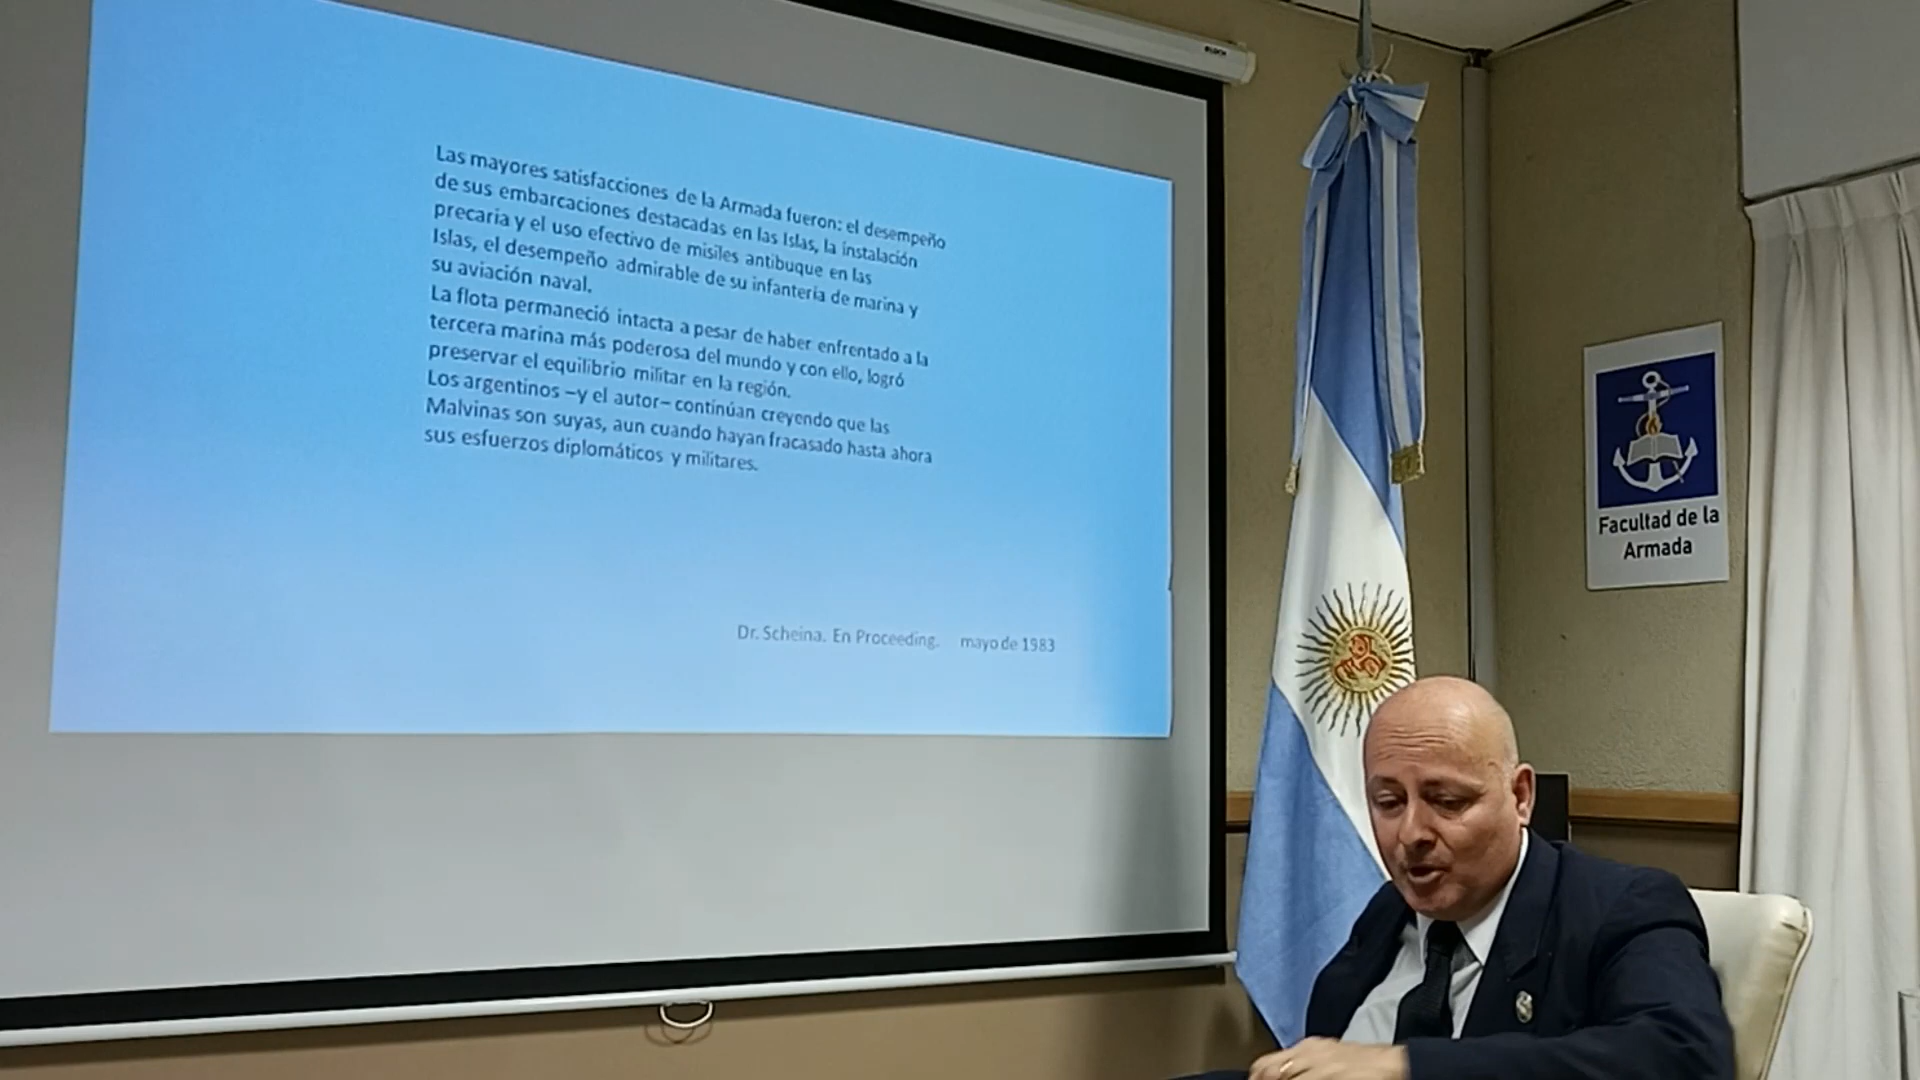 Las mayores satisfacciones de la Armada fueron: el desempeño
de sus embarcaciones destacadas en las Islas, la instalación
precaria y el uso efectivo de misiles antibuque en las
Islas, el desempeño admirable de su infantería de marina y
su aviación naval.
La flota permaneció intacta a pesar de haber enfrentado a la
tercera marina más poderosa del mundo y con ello, logró
preservar el equilibrio militar en la región.
Los argentinos –y el autor– continúan creyendo que las
Malvinas son suyas, aun cuando hayan fracasado hasta ahora
sus esfuerzos diplomáticos y militares.
Dr. Scheina. En Proceeding. mayo de 1983
Facultad de la
Armada